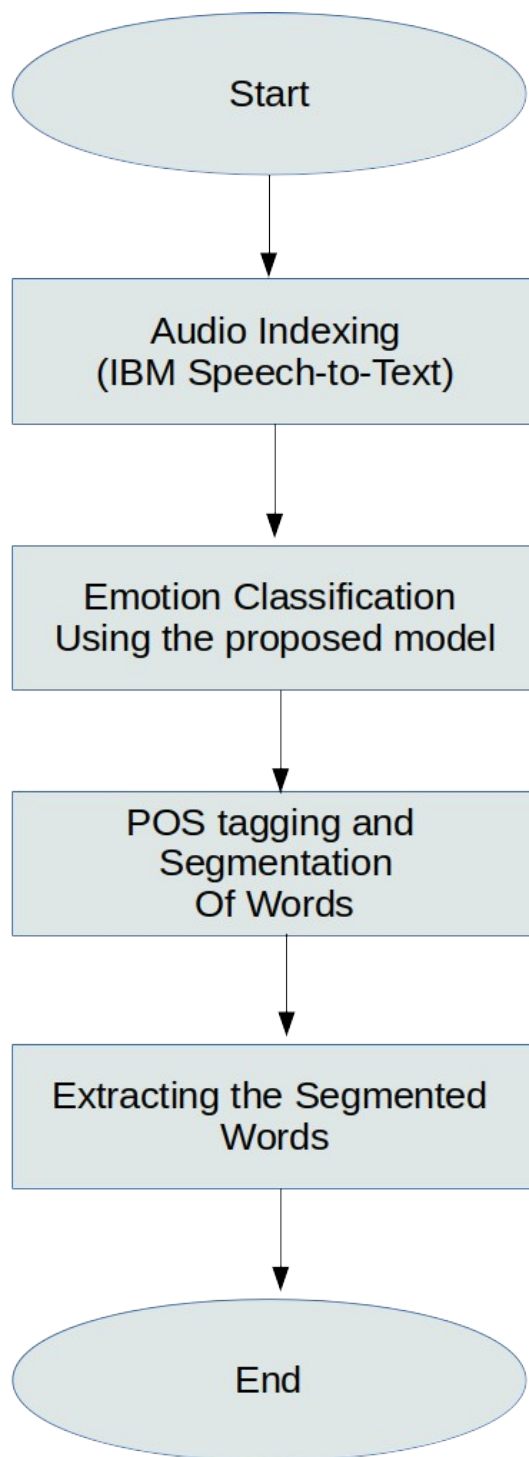 Start
Audio Indexing
(IBM Speech-to-Text)
Emotion Classification
Using the proposed model
POS tagging and
Segmentation
Of Words
Extracting the Segmented
Words
End